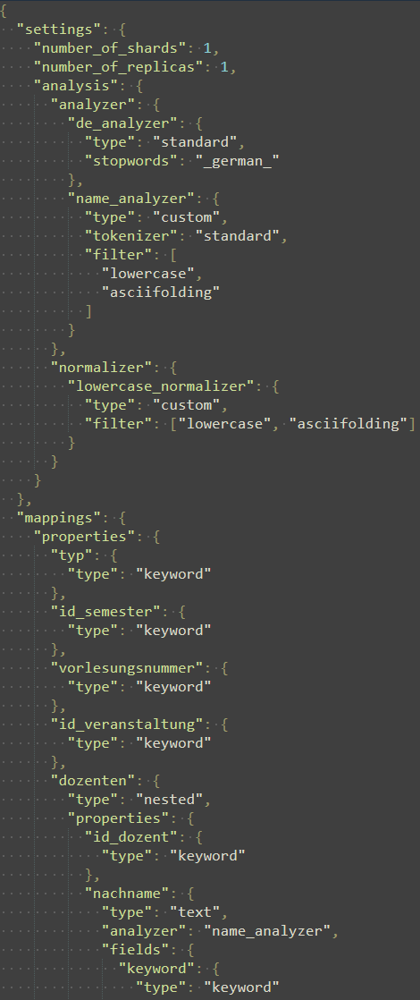 {
  "settings": {
    "number_of_shards": 1,
    "number_of_replicas": 1,
    "analysis": {
      "analyzer": {
        "de_analyzer": {
          "type": "standard",
          "stopwords": "_german_"
        },
        "name_analyzer": {
          "type": "custom",
          "tokenizer": "standard",
          "filter": [
            "lowercase",
            "asciifolding"
          ]
        }
      },
      "normalizer": {
        "lowercase_normalizer": {
          "type": "custom",
          "filter": ["lowercase", "asciifolding"]
        }
      }
    }
  },
  "mappings": {
    "properties": {
      "typ": {
        "type": "keyword"
      },
      "id_semester": {
        "type": "keyword"
      },
      "vorlesungsnummer": {
        "type": "keyword"
      },
      "id_veranstaltung": {
        "type": "keyword"
      },
      "dozenten": {
        "type": "nested",
        "properties": {
          "id_dozent": {
            "type": "keyword"
          },
          "nachname": {
            "type": "text",
            "analyzer": "name_analyzer",
            "fields": {
              "keyword": {
                "type": "keyword"